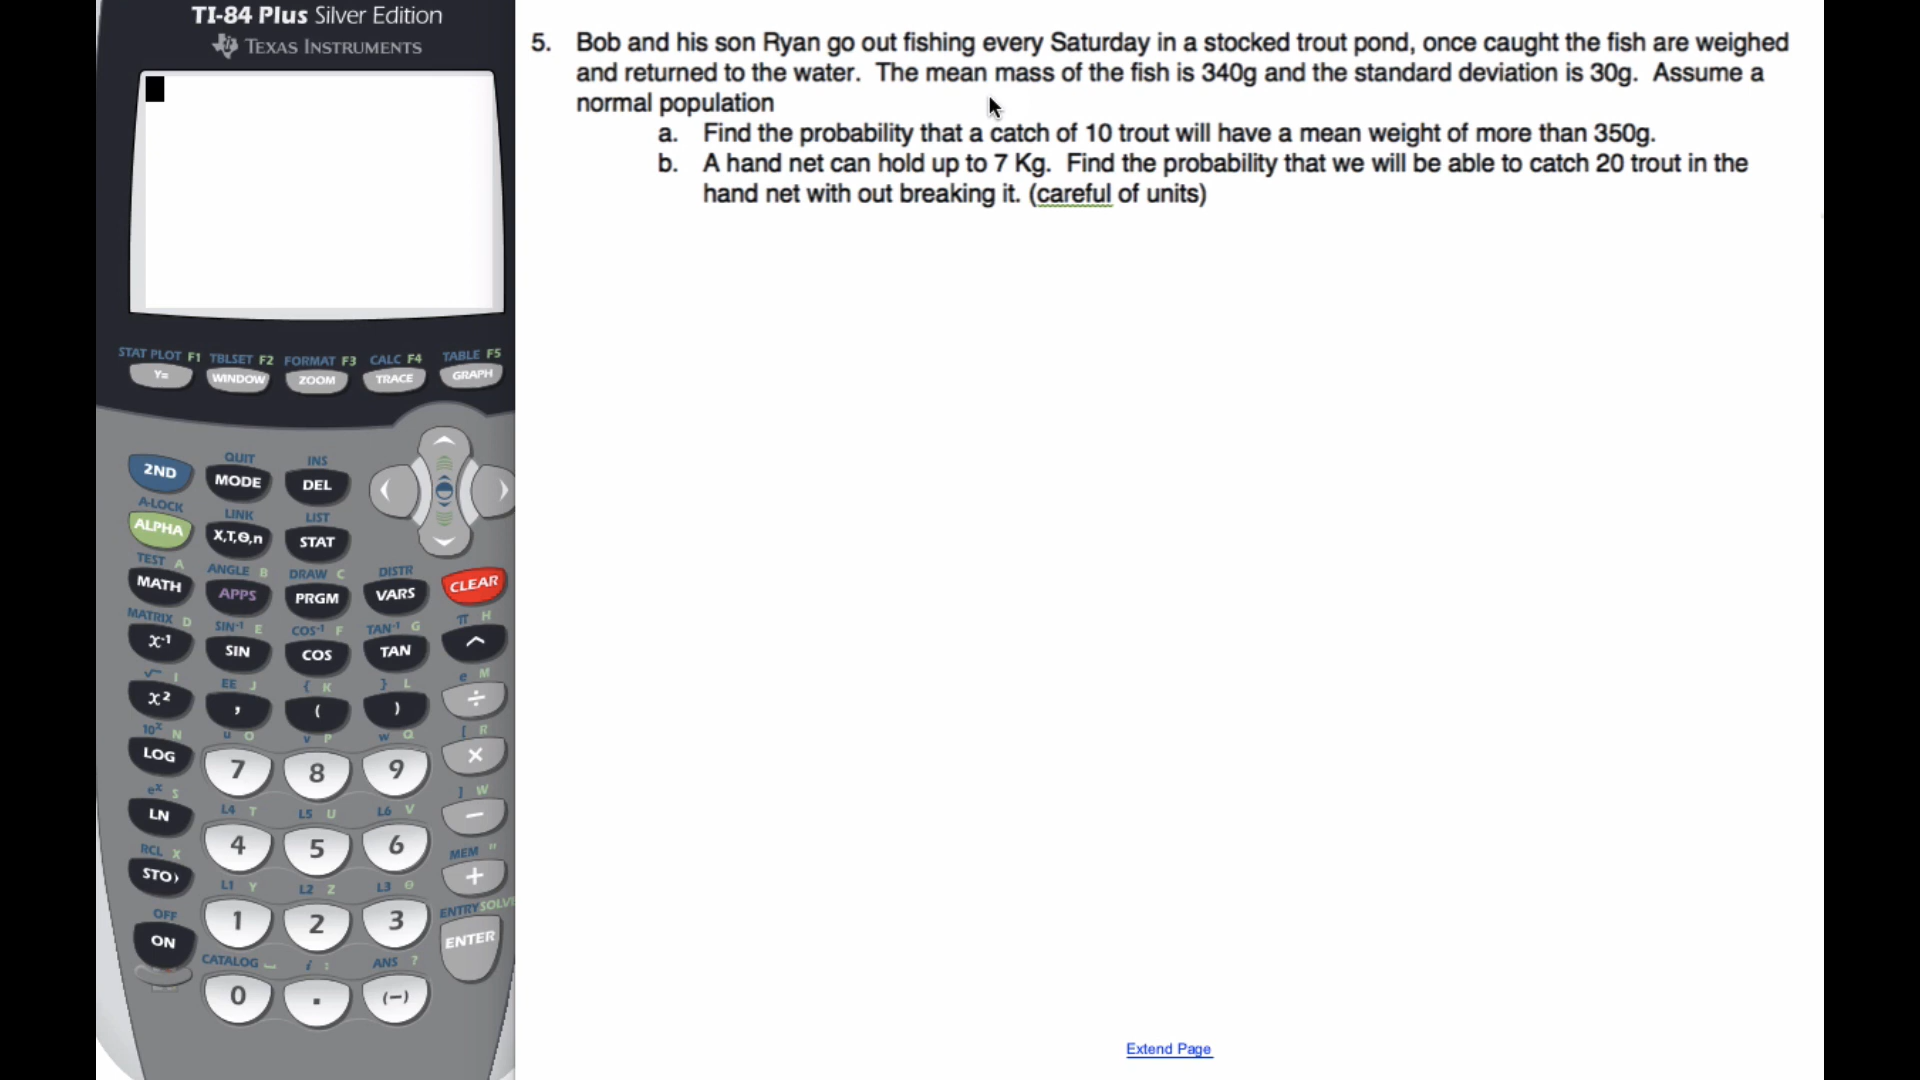 TI-84 Plus Silver Edition
TEXAS INSTRUMENTS
STAT PLOT F1 TBLSET F2 FORMAT F3 CALC F4 TABLE F5
Y= WINDOW ZOOM TRACE GRAPH
QUIT INS
2ND MODE DEL
A-LOCK LINK LIST
ALPHA X,T,Θ,n STAT
TEST A ANGLE B DRAW C DISTR
MATH APPS PRGM VARS CLEAR
MATRIX D SIN⁻¹ E COS⁻¹ F TAN⁻¹ G π H
x⁻¹ SIN COS TAN ^
√ I EE J { K } L e M
x² , ( ) ÷
10ˣ N u O v P w Q [ R
LOG 7 8 9 ×
eˣ S L4 T L5 U L6 V ] W
LN 4 5 6 −
RCL X L1 Y L2 Z L3 θ MEM "
STO› 1 2 3 +
OFF CATALOG i : ANS ? ENTRY SOLV
ON 0 . (−) ENTER
5. Bob and his son Ryan go out fishing every Saturday in a stocked trout pond, once caught the fish are weighed
and returned to the water. The mean mass of the fish is 340g and the standard deviation is 30g. Assume a
normal population
a. Find the probability that a catch of 10 trout will have a mean weight of more than 350g.
b. A hand net can hold up to 7 Kg. Find the probability that we will be able to catch 20 trout in the
hand net with out breaking it. (careful of units)
Extend Page